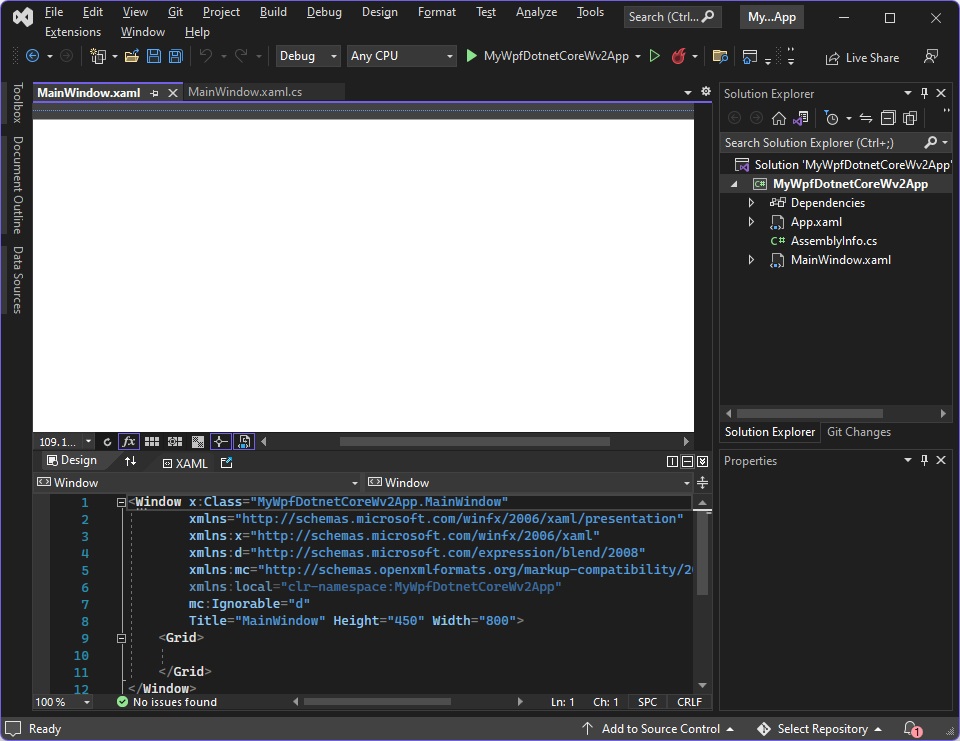 File Edit View Git Project Build Debug Design Format Test Analyze Tools Search (Ctrl... My...App
Extensions Window Help
Debug Any CPU MyWpfDotnetCoreWv2App Live Share
Toolbox
Document Outline
Data Sources
MainWindow.xaml MainWindow.xaml.cs
109.1...
Design XAML
Window Window
1 <Window x:Class="MyWpfDotnetCoreWv2App.MainWindow"
2 xmlns="http://schemas.microsoft.com/winfx/2006/xaml/presentation"
3 xmlns:x="http://schemas.microsoft.com/winfx/2006/xaml"
4 xmlns:d="http://schemas.microsoft.com/expression/blend/2008"
5 xmlns:mc="http://schemas.openxmlformats.org/markup-compatibility/20
6 xmlns:local="clr-namespace:MyWpfDotnetCoreWv2App"
7 mc:Ignorable="d"
8 Title="MainWindow" Height="450" Width="800">
9 <Grid>
10
11 </Grid>
12 </Window>
100 % No issues found Ln: 1 Ch: 1 SPC CRLF
Solution Explorer
Search Solution Explorer (Ctrl+;)
Solution 'MyWpfDotnetCoreWv2App'
C# MyWpfDotnetCoreWv2App
Dependencies
App.xaml
C# AssemblyInfo.cs
MainWindow.xaml
Solution Explorer Git Changes
Properties
Ready Add to Source Control Select Repository 1